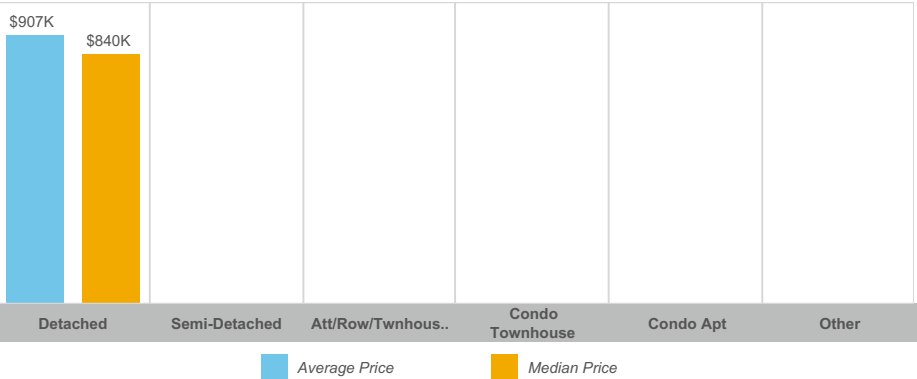 $907K
$840K
Detached
Semi-Detached
Att/Row/Twnhous..
Condo
Townhouse
Condo Apt
Other
Average Price
Median Price